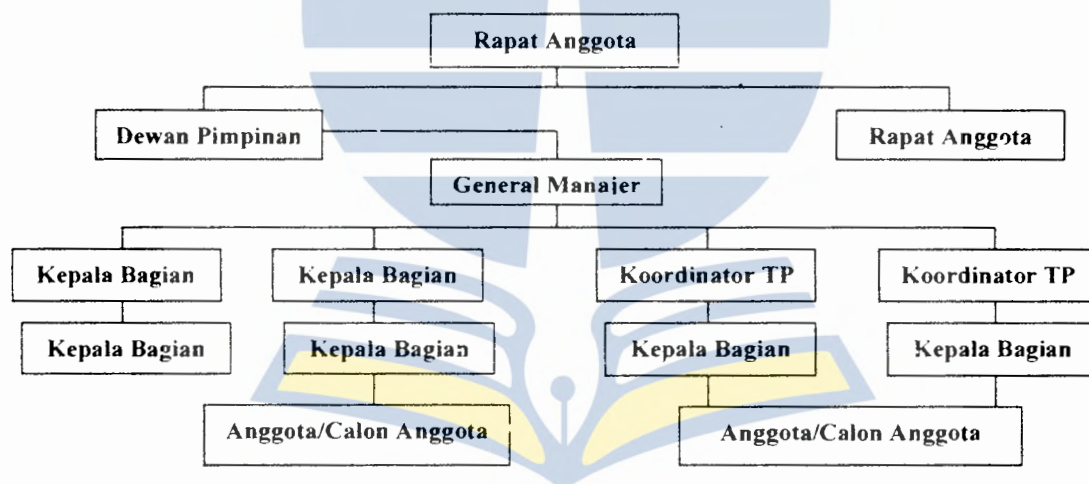 Rapat Anggota
Dewan Pimpinan
Rapat Anggota
General Manajer
Kepala Bagian
Kepala Bagian
Koordinator TP
Koordinator TP
Kepala Bagian
Kepala Bagian
Kepala Bagian
Kepala Bagian
Anggota/Calon Anggota
Anggota/Calon Anggota